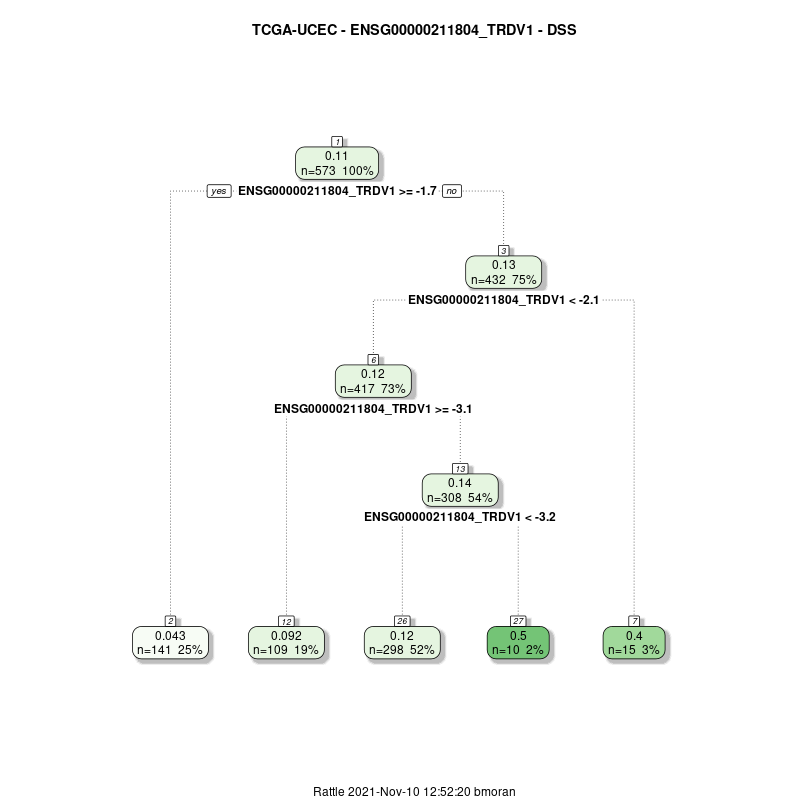 TCGA-UCEC - ENSG00000211804_TRDV1 - DSS
1
0.11
n=573 100%
yes ENSG00000211804_TRDV1 >= -1.7 no
3
0.13
n=432 75%
ENSG00000211804_TRDV1 < -2.1
6
0.12
n=417 73%
ENSG00000211804_TRDV1 >= -3.1
13
0.14
n=308 54%
ENSG00000211804_TRDV1 < -3.2
2
0.043
n=141 25%
12
0.092
n=109 19%
26
0.12
n=298 52%
27
0.5
n=10 2%
7
0.4
n=15 3%
Rattle 2021-Nov-10 12:52:20 bmoran